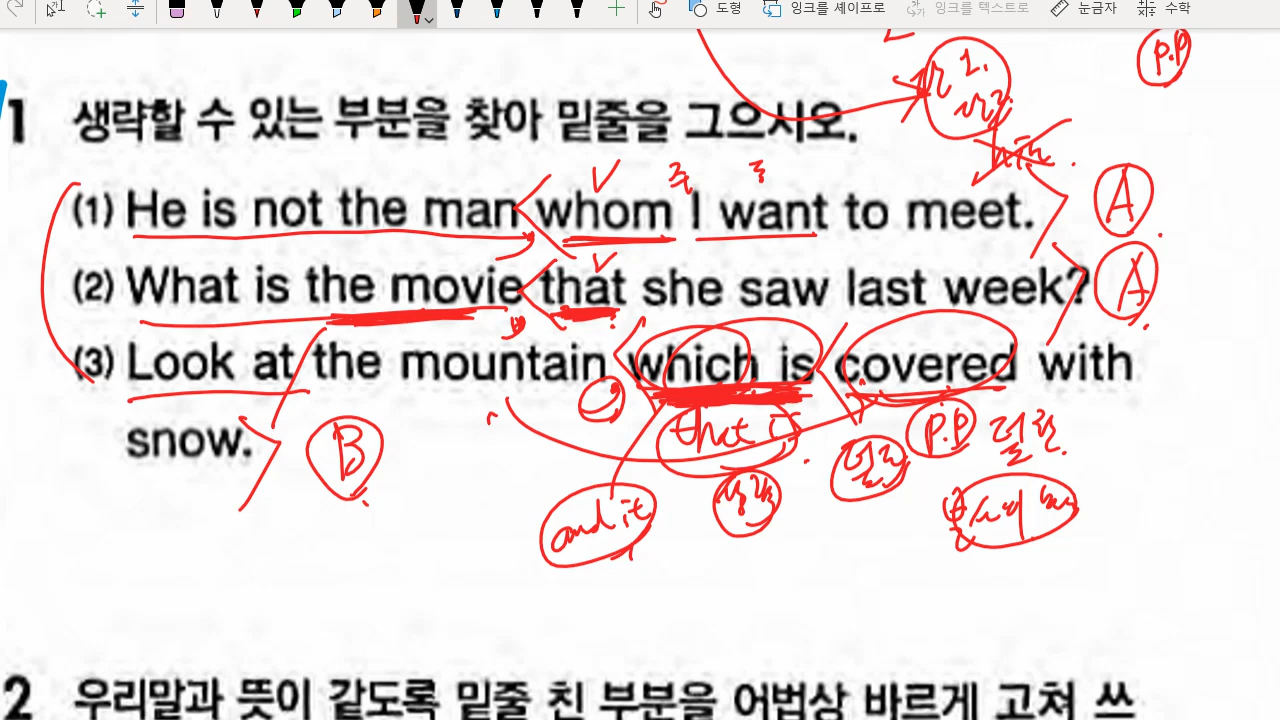 도형 잉크를 셰이프로 잉크를 텍스트로 눈금자 수학
p.p
1 생략할 수 있는 부분을 찾아 밑줄을 그으시오.
(1) He is not the man whom I want to meet.
A
(2) What is the movie that she saw last week?
A
(3) Look at the mountain which is covered with
snow.
B
that is
p.p
and it
생략
2 우리말과 뜻이 같도록 밑줄 친 부분을 어법상 바르게 고쳐 쓰